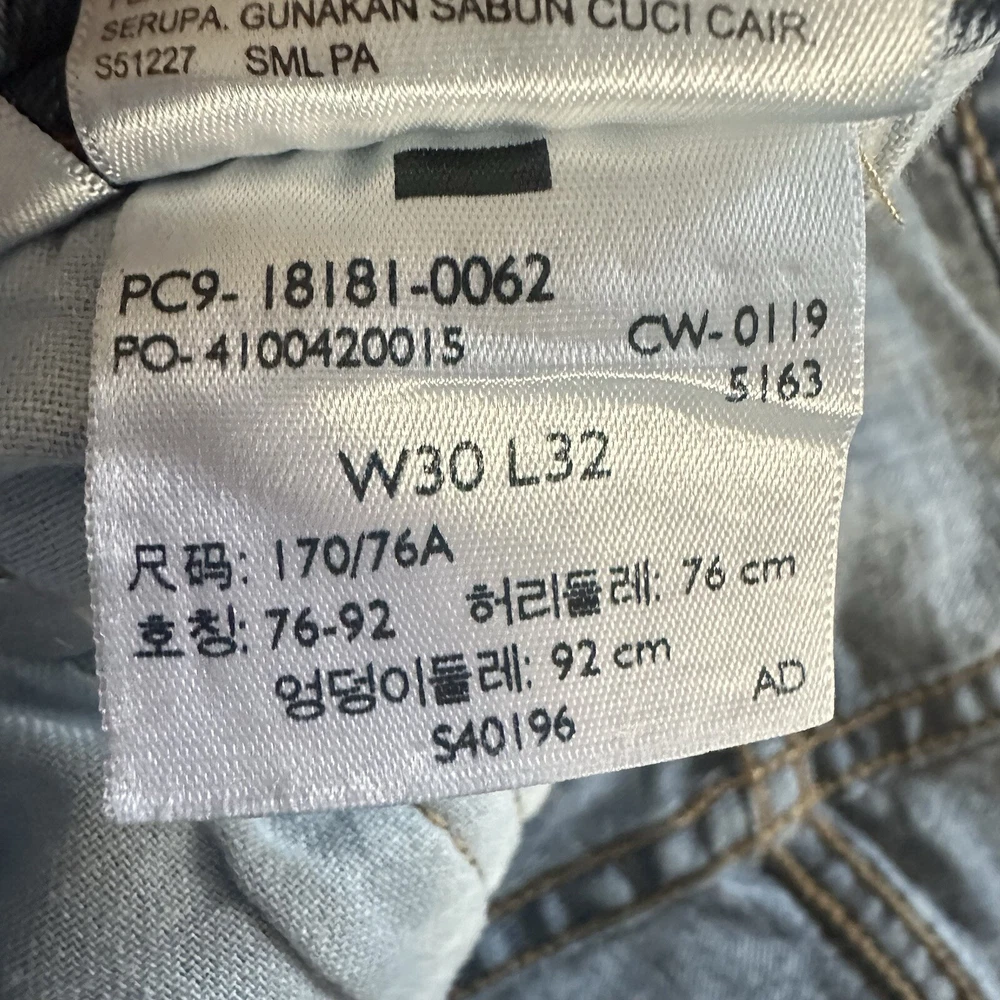 SERUPA. GUNAKAN SABUN CUCI CAIR.
S51227 SML PA
PC9- 18181-0062
PO- 4100420015 CW- 0119
5163
W30 L32
尺码: 170/76A
호칭: 76-92 허리둘레: 76 cm
엉덩이둘레: 92 cm AD
S40196